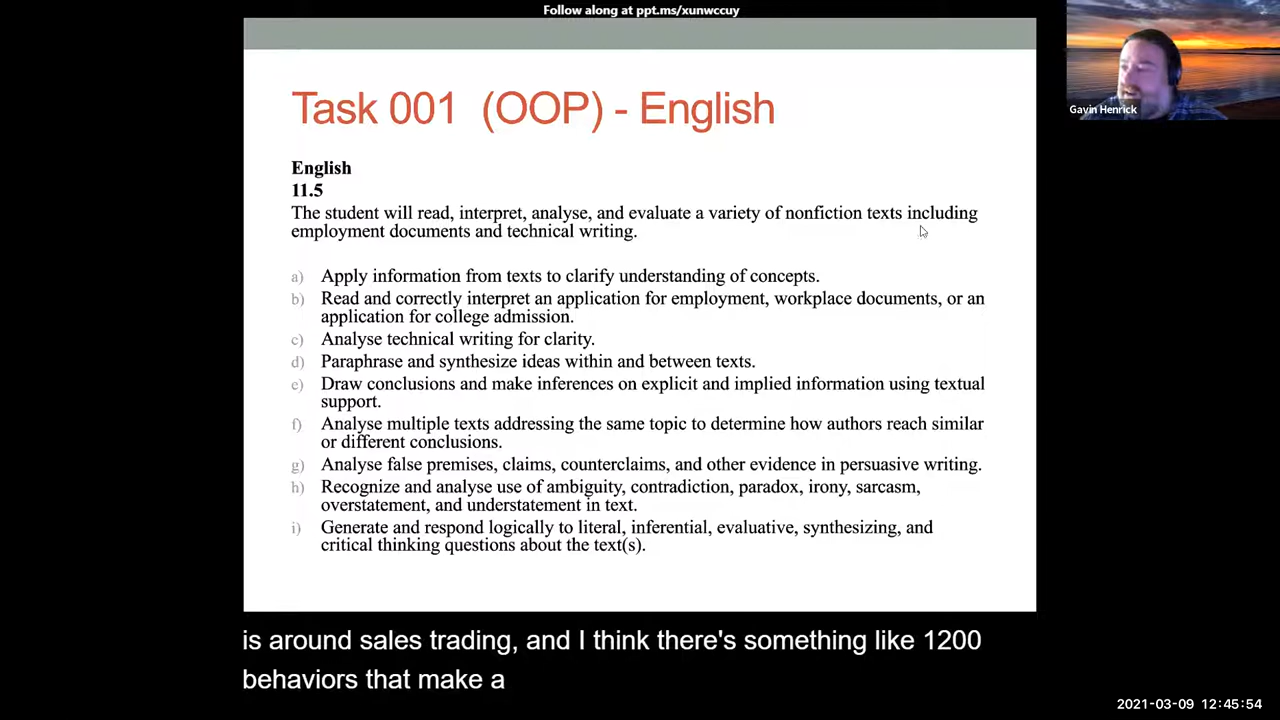 Follow along at ppt.ms/xunwccuy
Gavin Henrick
Task 001 (OOP) - English
English
11.5
The student will read, interpret, analyse, and evaluate a variety of nonfiction texts including
employment documents and technical writing.
a) Apply information from texts to clarify understanding of concepts.
b) Read and correctly interpret an application for employment, workplace documents, or an
application for college admission.
c) Analyse technical writing for clarity.
d) Paraphrase and synthesize ideas within and between texts.
e) Draw conclusions and make inferences on explicit and implied information using textual
support.
f) Analyse multiple texts addressing the same topic to determine how authors reach similar
or different conclusions.
g) Analyse false premises, claims, counterclaims, and other evidence in persuasive writing.
h) Recognize and analyse use of ambiguity, contradiction, paradox, irony, sarcasm,
overstatement, and understatement in text.
i) Generate and respond logically to literal, inferential, evaluative, synthesizing, and
critical thinking questions about the text(s).
is around sales trading, and I think there's something like 1200
behaviors that make a
2021-03-09 12:45:54